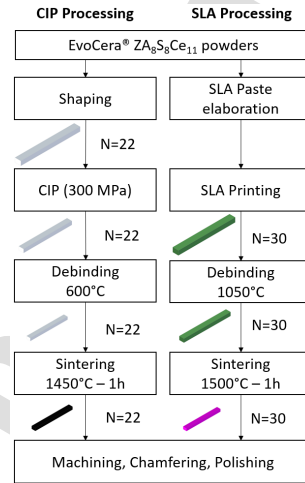 CIP Processing SLA Processing
EvoCera® ZA₈S₈Ce₁₁ powders
Shaping
SLA Paste
elaboration
N=22
CIP (300 MPa)
SLA Printing
N=22
N=30
Debinding
600°C
Debinding
1050°C
N=22
N=30
Sintering
1450°C – 1h
Sintering
1500°C – 1h
N=22
N=30
Machining, Chamfering, Polishing